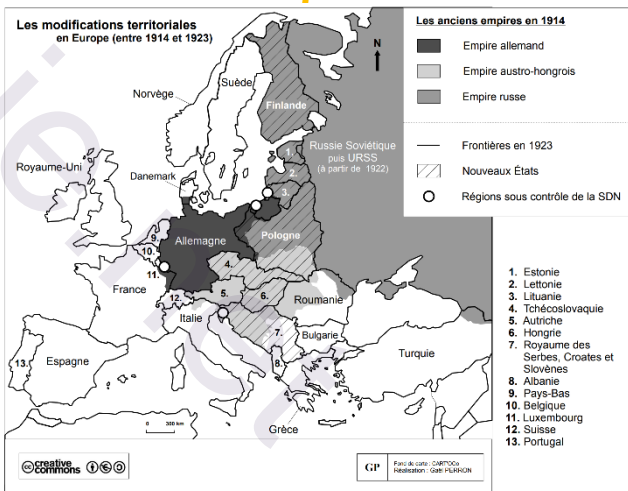 Les modifications territoriales
en Europe (entre 1914 et 1923)
N
Les anciens empires en 1914
Empire allemand
Empire austro-hongrois
Empire russe
Frontières en 1923
Nouveaux États
Régions sous contrôle de la SDN
Norvège
Suède
Finlande
Russie Soviétique
puis URSS
(à partir de 1922)
Royaume-Uni
Danemark
1.
2.
3.
Allemagne
Pologne
9.
10.
11.
4.
France
12.
5.
6.
Roumanie
Italie
7.
Bulgarie
8.
13.
Espagne
Turquie
Grèce
0 300 km
1. Estonie
2. Lettonie
3. Lituanie
4. Tchécoslovaquie
5. Autriche
6. Hongrie
7. Royaume des
Serbes, Croates et
Slovènes
8. Albanie
9. Pays-Bas
10. Belgique
11. Luxembourg
12. Suisse
13. Portugal
creative
commons
GP
Fond de carte : CART'OCo
Réalisation : Gaël PERRON